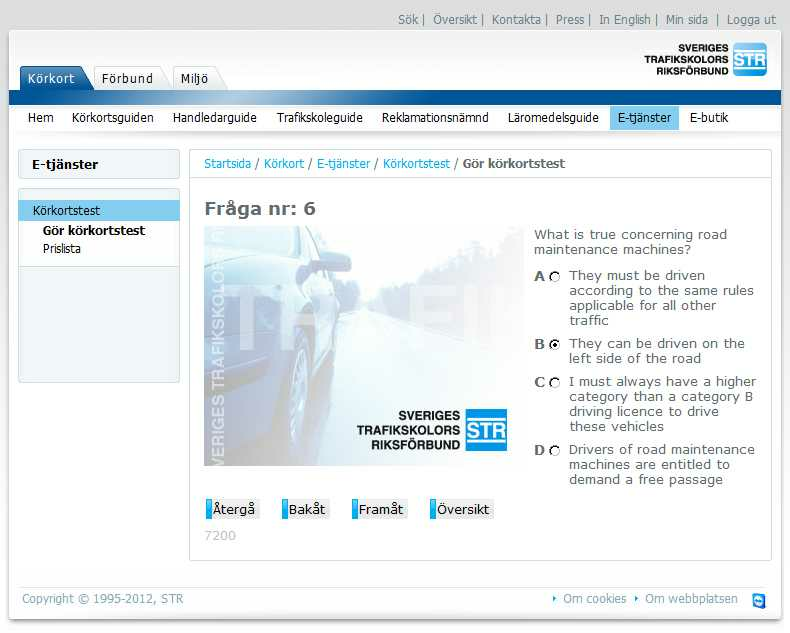 Sök | Översikt | Kontakta | Press | In English | Min sida | Logga ut
SVERIGES
TRAFIKSKOLORS
RIKSFÖRBUND
STR
Körkort Förbund Miljö
Hem Körkortsguiden Handledarguide Trafikskoleguide Reklamationsnämnd Läromedelsguide E-tjänster E-butik
E-tjänster
Startsida / Körkort / E-tjänster / Körkortstest / Gör körkortstest
Körkortstest
Gör körkortstest
Prislista
Fråga nr: 6
SVERIGES TRAFIKSKOLOR
SVERIGES
TRAFIKSKOLORS
RIKSFÖRBUND
STR
What is true concerning road
maintenance machines?
A They must be driven
according to the same rules
applicable for all other
traffic
B They can be driven on the
left side of the road
C I must always have a higher
category than a category B
driving licence to drive
these vehicles
D Drivers of road maintenance
machines are entitled to
demand a free passage
Återgå Bakåt Framåt Översikt
7200
Copyright © 1995-2012, STR
Om cookies Om webbplatsen